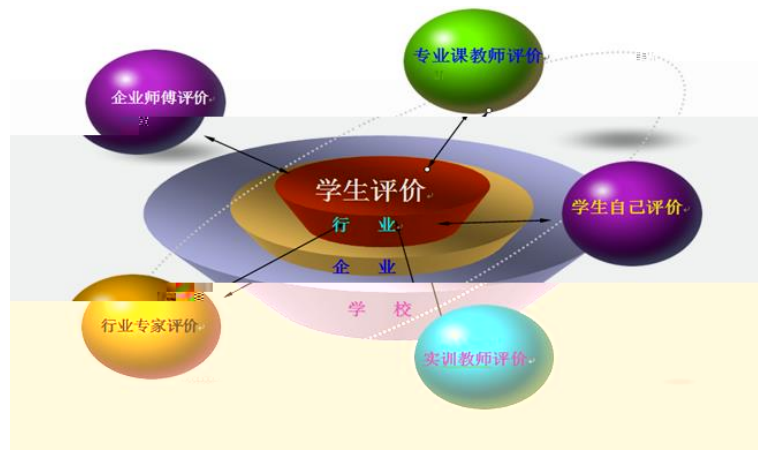 专业课教师评价
企业师傅评价
学生评价
学生自己评价
行 业
企 业
学 校
行业专家评价
实训教师评价